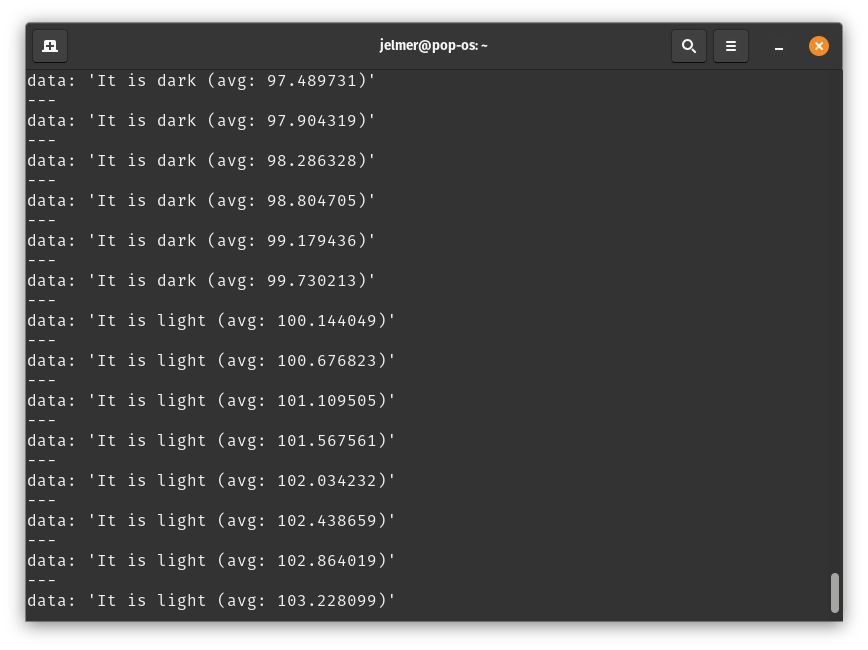 jelmer@pop-os: ~
data: 'It is dark (avg: 97.489731)'
---
data: 'It is dark (avg: 97.904319)'
---
data: 'It is dark (avg: 98.286328)'
---
data: 'It is dark (avg: 98.804705)'
---
data: 'It is dark (avg: 99.179436)'
---
data: 'It is dark (avg: 99.730213)'
---
data: 'It is light (avg: 100.144049)'
---
data: 'It is light (avg: 100.676823)'
---
data: 'It is light (avg: 101.109505)'
---
data: 'It is light (avg: 101.567561)'
---
data: 'It is light (avg: 102.034232)'
---
data: 'It is light (avg: 102.438659)'
---
data: 'It is light (avg: 102.864019)'
---
data: 'It is light (avg: 103.228099)'